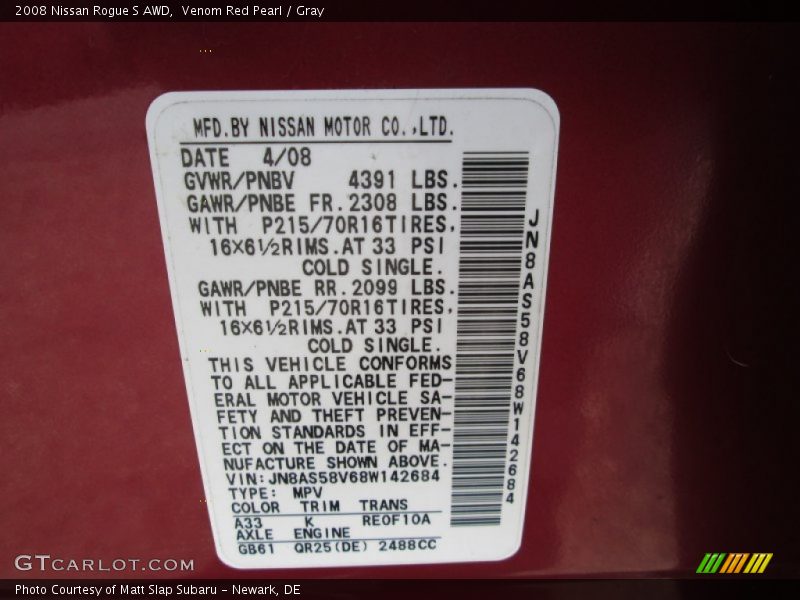 2008 Nissan Rogue S AWD,  Venom Red Pearl / Gray
MFD.BY NISSAN MOTOR CO.,LTD.
DATE 4/08
GVWR/PNBV 4391 LBS.
GAWR/PNBE FR.2308 LBS.
WITH P215/70R16TIRES,
16×6½RIMS.AT 33 PSI
COLD SINGLE.
GAWR/PNBE RR.2099 LBS.
WITH P215/70R16TIRES,
16×6½RIMS.AT 33 PSI
COLD SINGLE.
THIS VEHICLE CONFORMS
TO ALL APPLICABLE FED-
ERAL MOTOR VEHICLE SA-
FETY AND THEFT PREVEN-
TION STANDARDS IN EFF-
ECT ON THE DATE OF MA-
NUFACTURE SHOWN ABOVE.
VIN:JN8AS58V68W142684
TYPE: MPV
COLOR TRIM TRANS
A33 K RE0F10A
AXLE ENGINE
GB61 QR25(DE) 2488CC
JN8AS58V68W142684
GTCARLOT.COM
Photo Courtesy of Matt Slap Subaru - Newark, DE